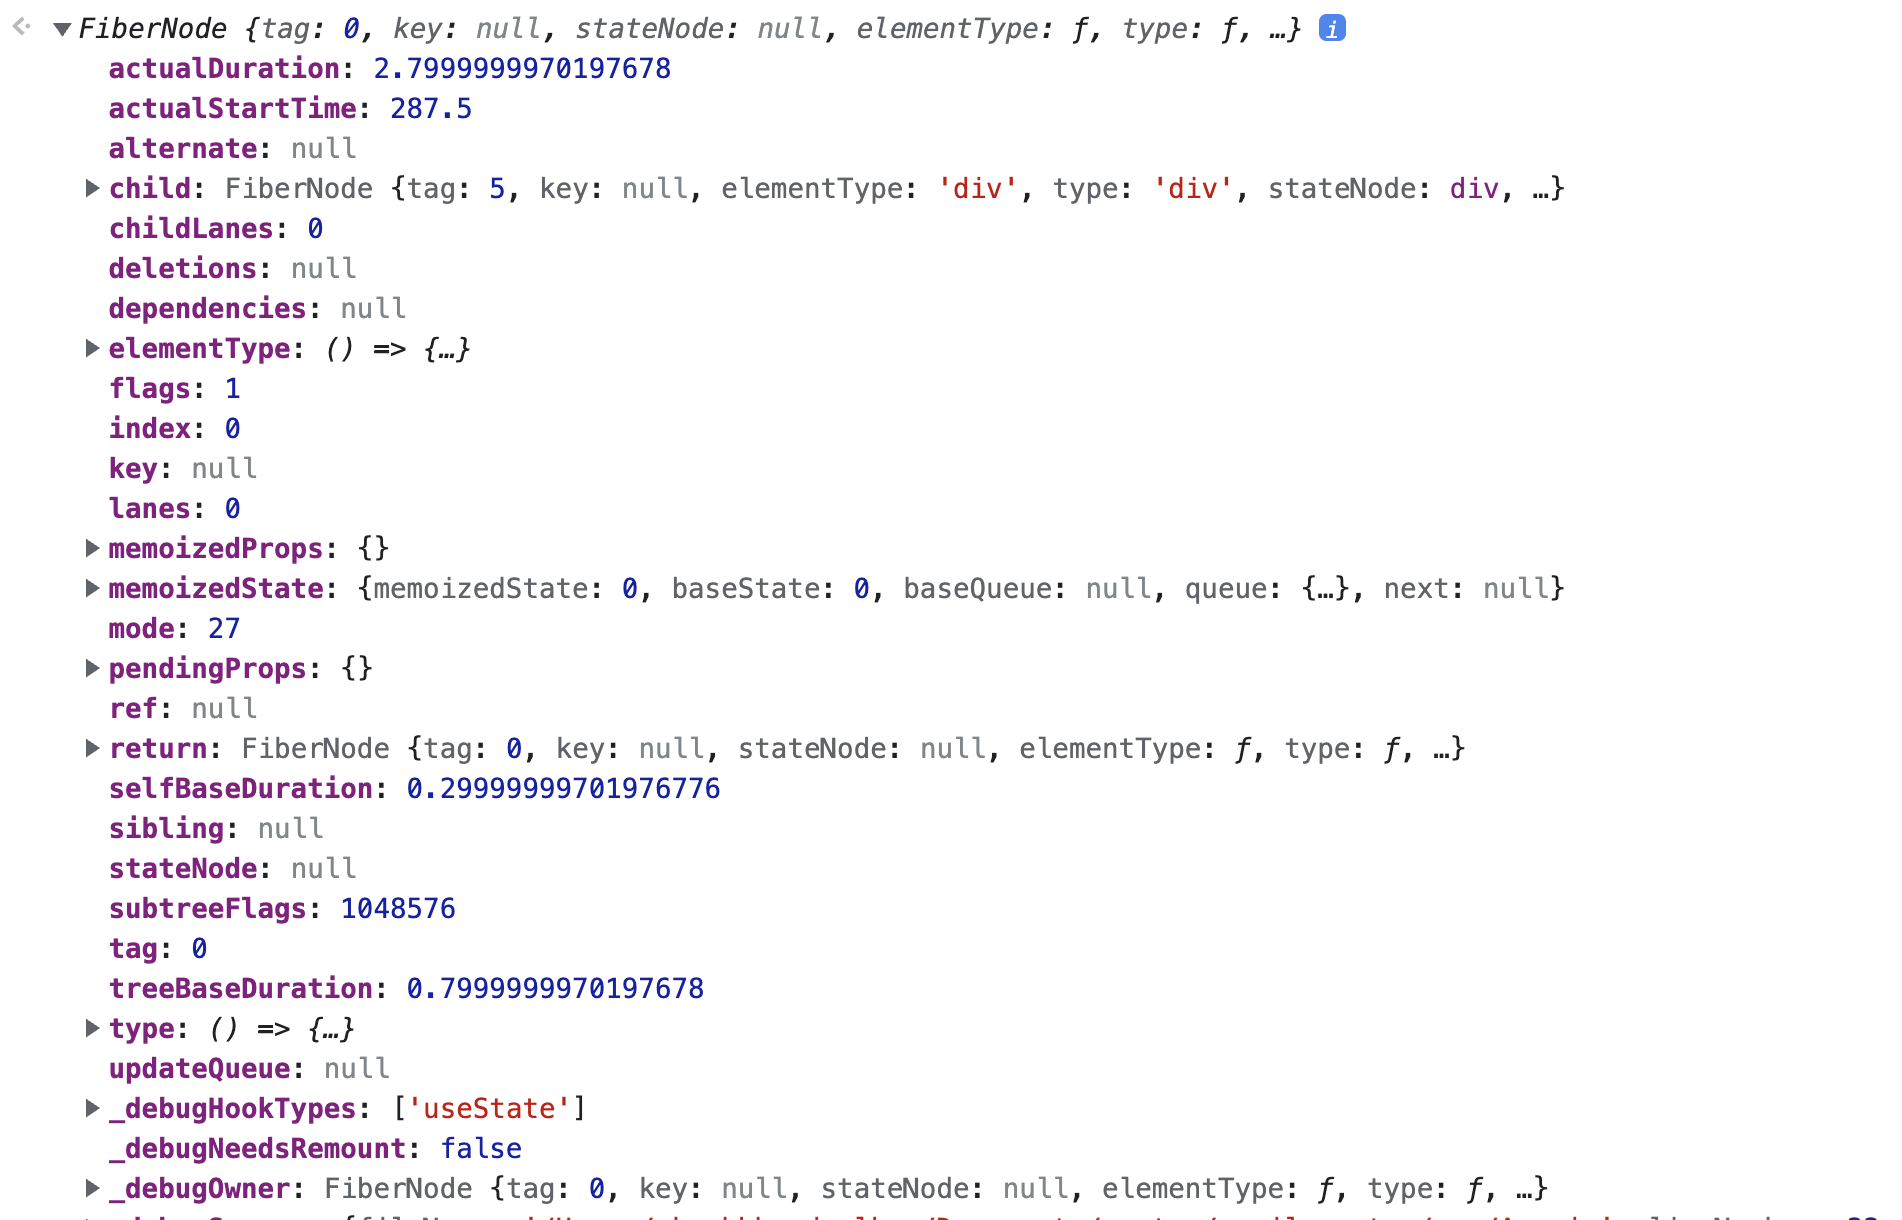 FiberNode {tag: 0, key: null, stateNode: null, elementType: ƒ, type: ƒ, …} i
actualDuration: 2.7999999970197678
actualStartTime: 287.5
alternate: null
child: FiberNode {tag: 5, key: null, elementType: 'div', type: 'div', stateNode: div, …}
childLanes: 0
deletions: null
dependencies: null
elementType: () => {…}
flags: 1
index: 0
key: null
lanes: 0
memoizedProps: {}
memoizedState: {memoizedState: 0, baseState: 0, baseQueue: null, queue: {…}, next: null}
mode: 27
pendingProps: {}
ref: null
return: FiberNode {tag: 0, key: null, stateNode: null, elementType: ƒ, type: ƒ, …}
selfBaseDuration: 0.29999999701976776
sibling: null
stateNode: null
subtreeFlags: 1048576
tag: 0
treeBaseDuration: 0.7999999970197678
type: () => {…}
updateQueue: null
_debugHookTypes: ['useState']
_debugNeedsRemount: false
_debugOwner: FiberNode {tag: 0, key: null, stateNode: null, elementType: ƒ, type: ƒ, …}